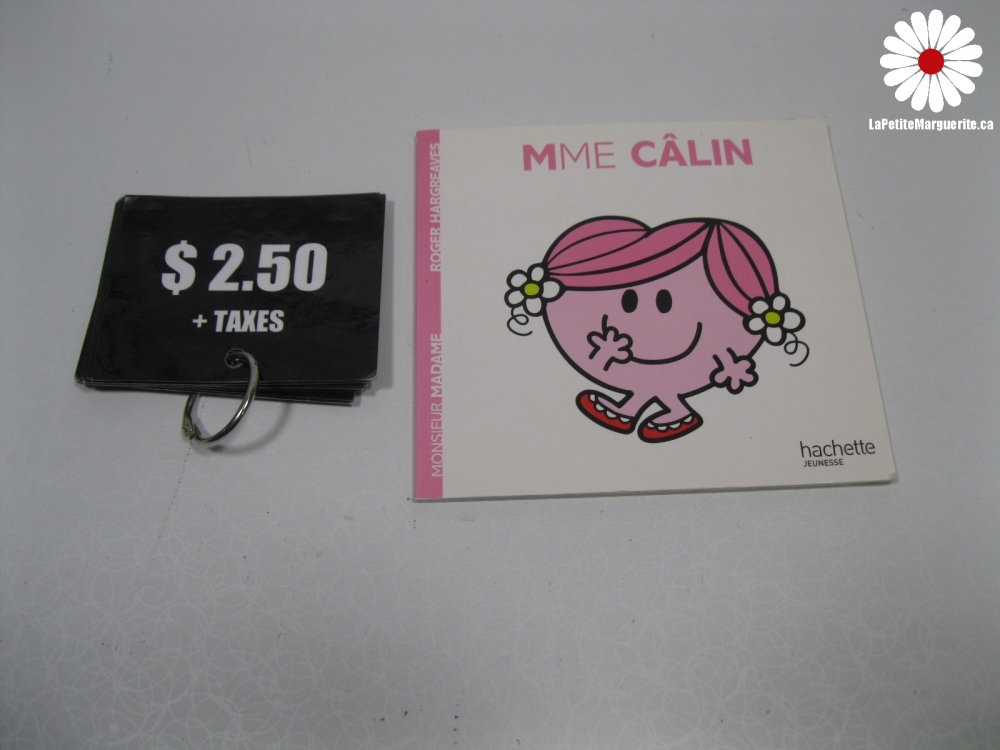 LaPetiteMarguerite.ca
$ 2.50
+ TAXES
MME CÂLIN
MONSIEUR MADAME ROGER HARGREAVES
hachette
JEUNESSE